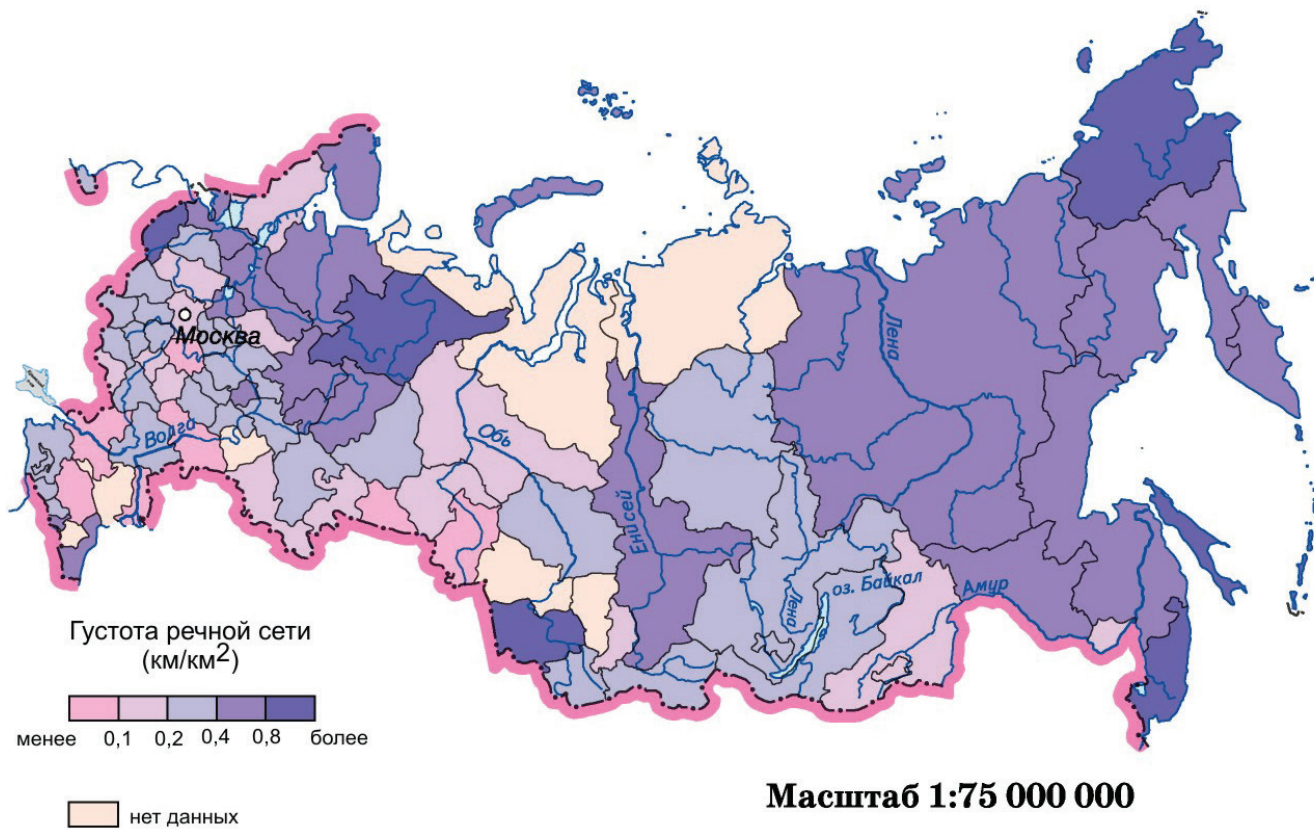 Москва
Волга
Обь
Енисей
Лена
Лена
оз. Байкал
Амур
Густота речной сети
(км/км²)
менее 0,1 0,2 0,4 0,8 более
нет данных
Масштаб 1:75 000 000